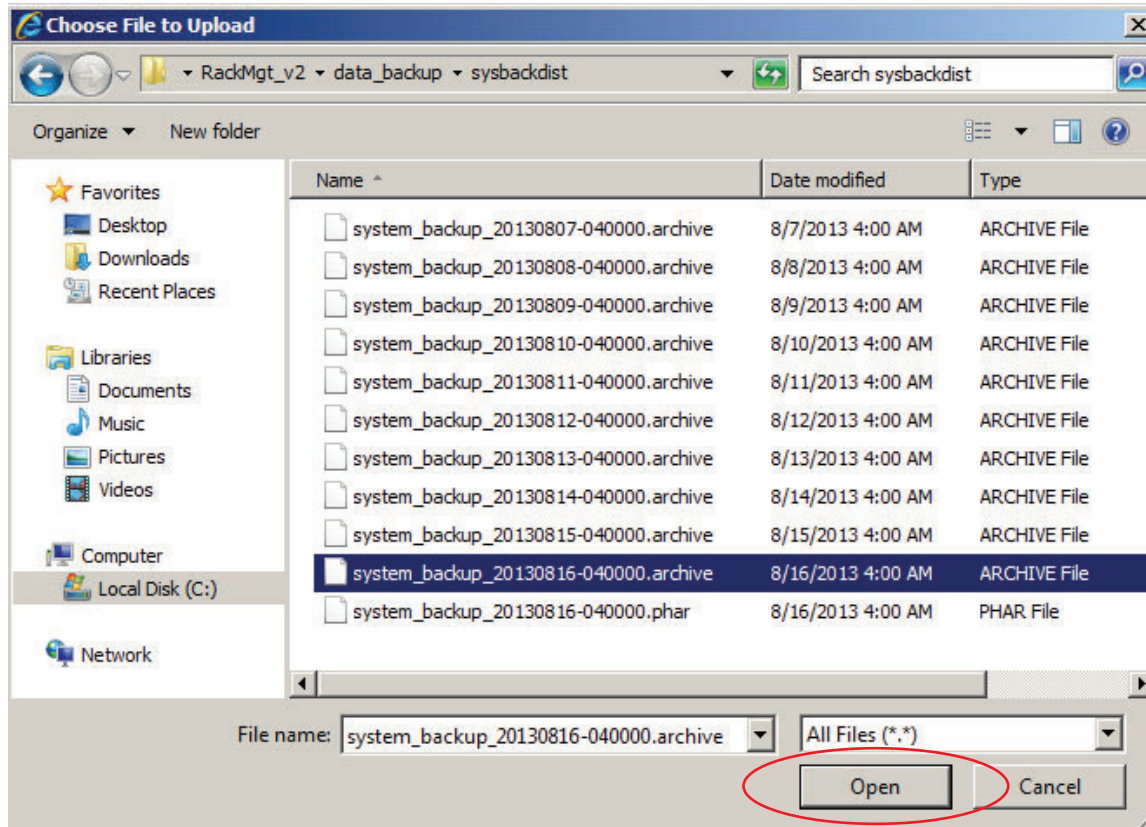 Choose File to Upload
RackMgt_v2 data_backup sysbackdist Search sysbackdist
Organize New folder
Name Date modified Type
Favorites
Desktop
Downloads
Recent Places
Libraries
Documents
Music
Pictures
Videos
Computer
Local Disk (C:)
Network
system_backup_20130807-040000.archive 8/7/2013 4:00 AM ARCHIVE File
system_backup_20130808-040000.archive 8/8/2013 4:00 AM ARCHIVE File
system_backup_20130809-040000.archive 8/9/2013 4:00 AM ARCHIVE File
system_backup_20130810-040000.archive 8/10/2013 4:00 AM ARCHIVE File
system_backup_20130811-040000.archive 8/11/2013 4:00 AM ARCHIVE File
system_backup_20130812-040000.archive 8/12/2013 4:00 AM ARCHIVE File
system_backup_20130813-040000.archive 8/13/2013 4:00 AM ARCHIVE File
system_backup_20130814-040000.archive 8/14/2013 4:00 AM ARCHIVE File
system_backup_20130815-040000.archive 8/15/2013 4:00 AM ARCHIVE File
system_backup_20130816-040000.archive 8/16/2013 4:00 AM ARCHIVE File
system_backup_20130816-040000.phar 8/16/2013 4:00 AM PHAR File
File name: system_backup_20130816-040000.archive All Files (*.*)
Open Cancel